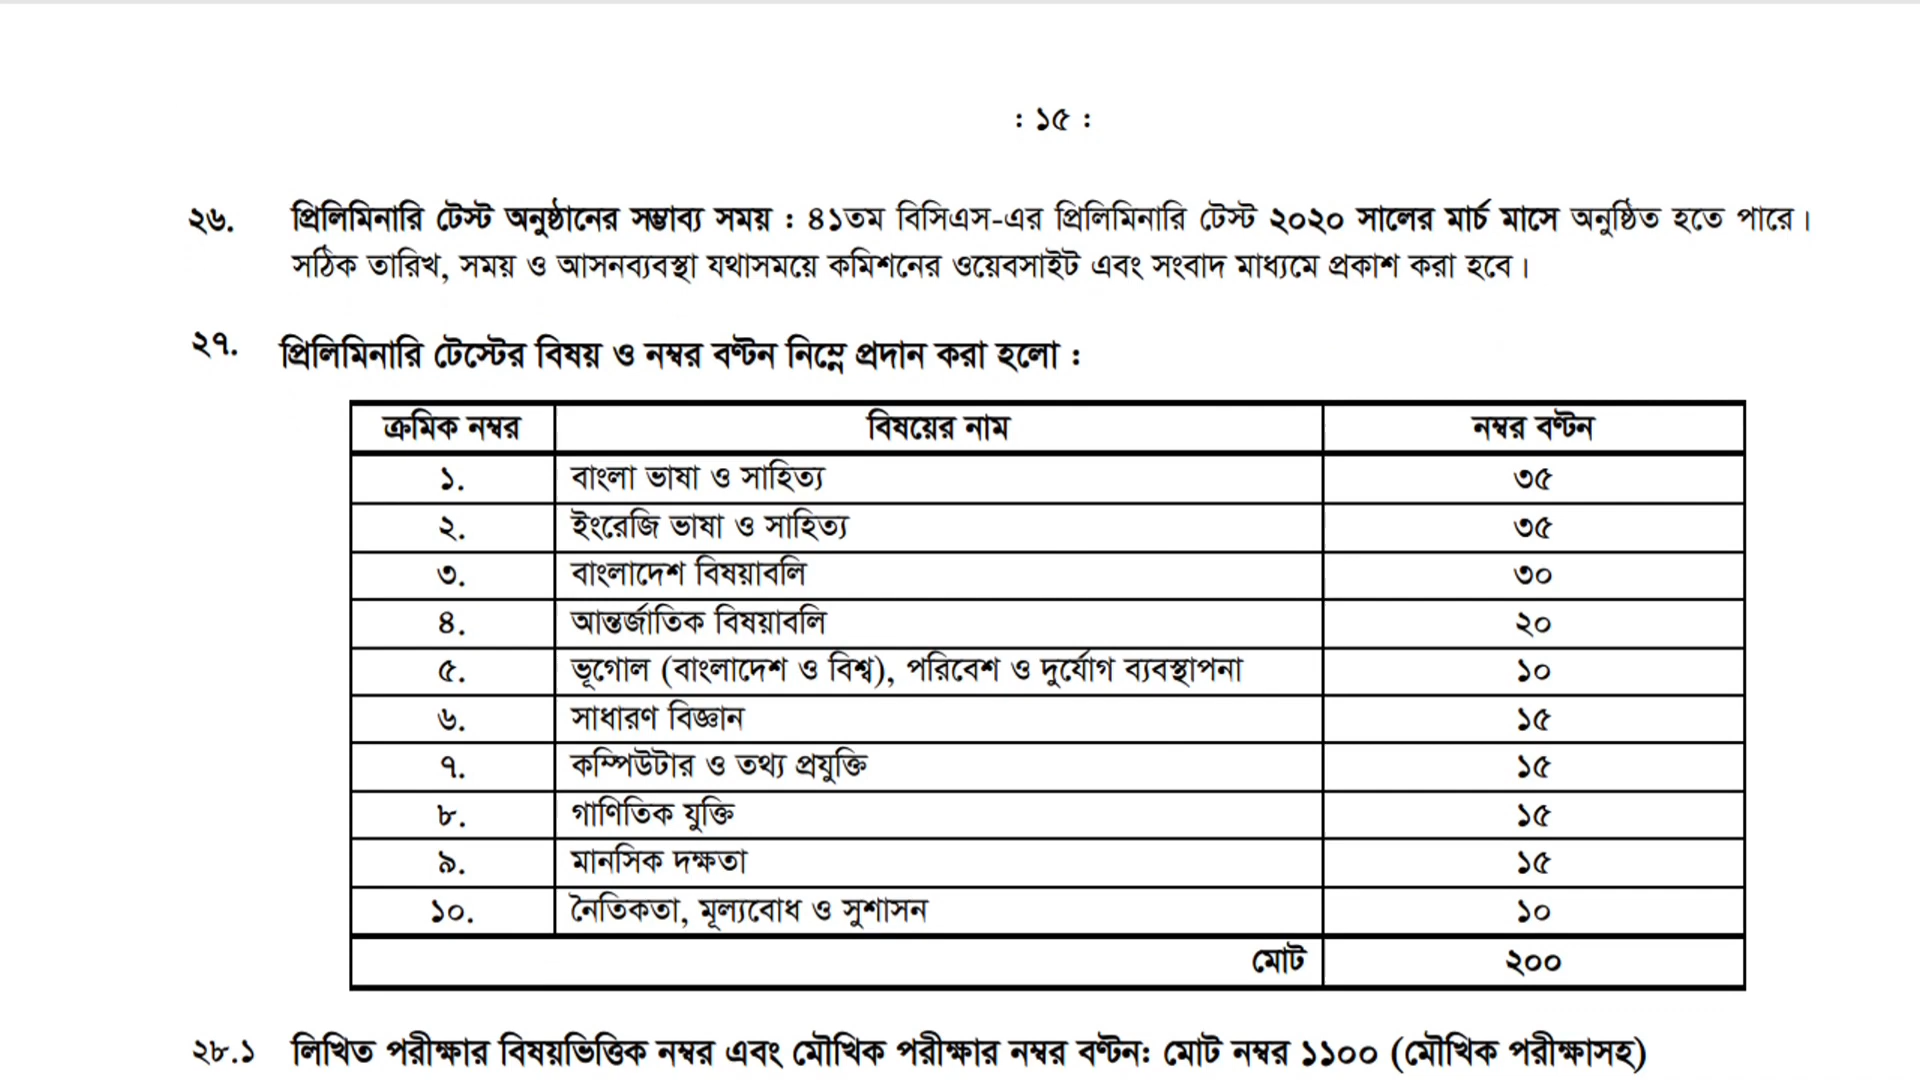 : ১৫ :
২৬. প্রিলিমিনারি টেস্ট অনুষ্ঠানের সম্ভাব্য সময় : ৪১তম বিসিএস-এর প্রিলিমিনারি টেস্ট ২০২০ সালের মার্চ মাসে অনুষ্ঠিত হতে পারে।
সঠিক তারিখ, সময় ও আসনব্যবস্থা যথাসময়ে কমিশনের ওয়েবসাইট এবং সংবাদ মাধ্যমে প্রকাশ করা হবে।
২৭. প্রিলিমিনারি টেস্টের বিষয় ও নম্বর বণ্টন নিম্নে প্রদান করা হলো :
ক্রমিক নম্বর বিষয়ের নাম নম্বর বণ্টন
১. বাংলা ভাষা ও সাহিত্য ৩৫
২. ইংরেজি ভাষা ও সাহিত্য ৩৫
৩. বাংলাদেশ বিষয়াবলি ৩০
৪. আন্তর্জাতিক বিষয়াবলি ২০
৫. ভূগোল (বাংলাদেশ ও বিশ্ব), পরিবেশ ও দুর্যোগ ব্যবস্থাপনা ১০
৬. সাধারণ বিজ্ঞান ১৫
৭. কম্পিউটার ও তথ্য প্রযুক্তি ১৫
৮. গাণিতিক যুক্তি ১৫
৯. মানসিক দক্ষতা ১৫
১০. নৈতিকতা, মূল্যবোধ ও সুশাসন ১০
মোট ২০০
২৮.১ লিখিত পরীক্ষার বিষয়ভিত্তিক নম্বর এবং মৌখিক পরীক্ষার নম্বর বণ্টন: মোট নম্বর ১১০০ (মৌখিক পরীক্ষাসহ)